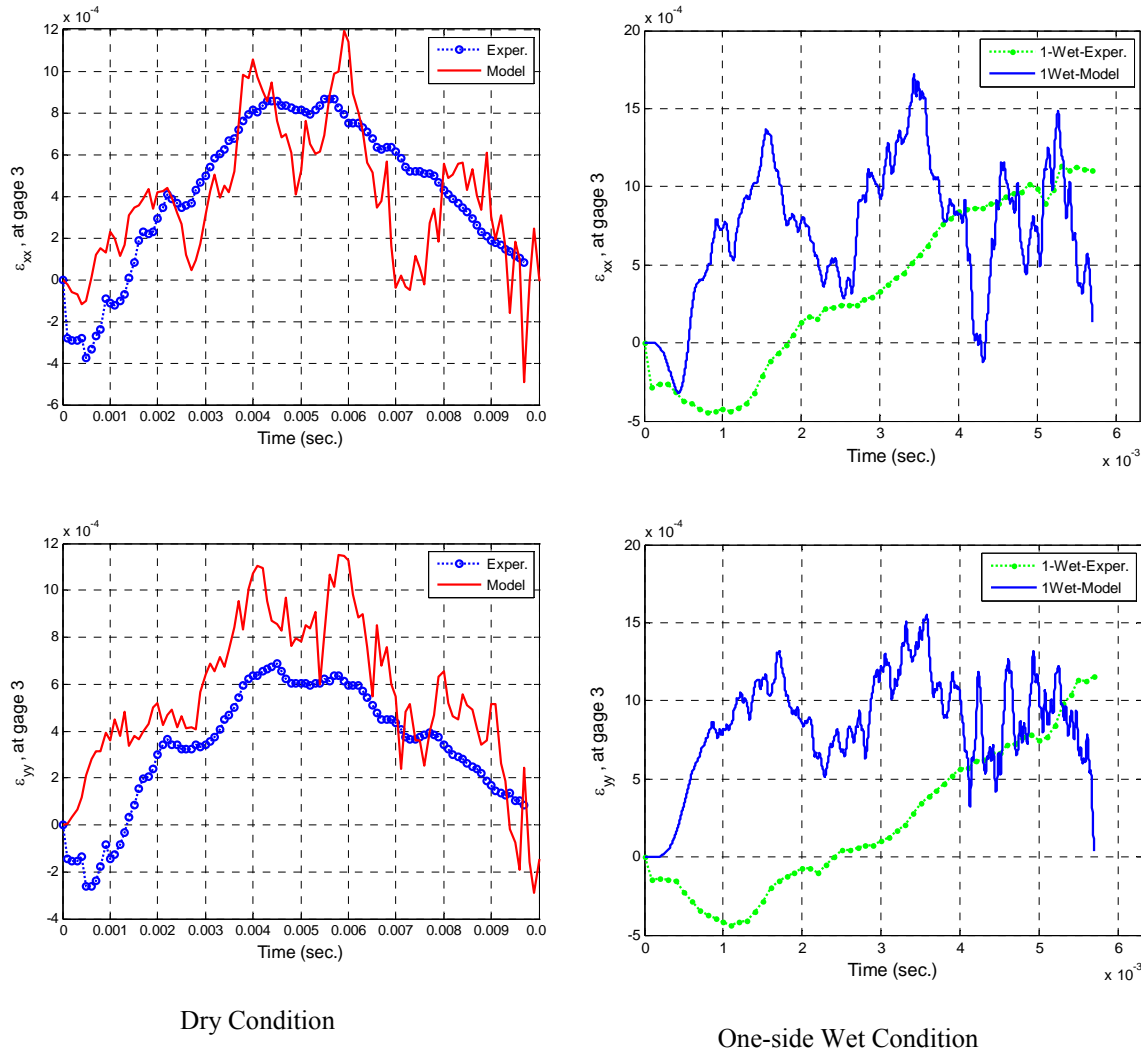 x 10-4
12
10
8
6
4
2
0
-2
-4
-6
0 0.001 0.002 0.003 0.004 0.005 0.006 0.007 0.008 0.009 0.0
Time (sec.)
εxx, at gage 3
Exper.
Model
x 10-4
20
15
10
5
0
-5
0 1 2 3 4 5 6
x 10-3
Time (sec.)
εxx, at gage 3
1-Wet-Exper.
1Wet-Model
x 10-4
12
10
8
6
4
2
0
-2
-4
0 0.001 0.002 0.003 0.004 0.005 0.006 0.007 0.008 0.009 0.0
Time (sec.)
εyy, at gage 3
Exper.
Model
x 10-4
20
15
10
5
0
-5
0 1 2 3 4 5 6
x 10-3
Time (sec.)
εyy, at gage 3
1-Wet-Exper.
1Wet-Model
Dry Condition
One-side Wet Condition